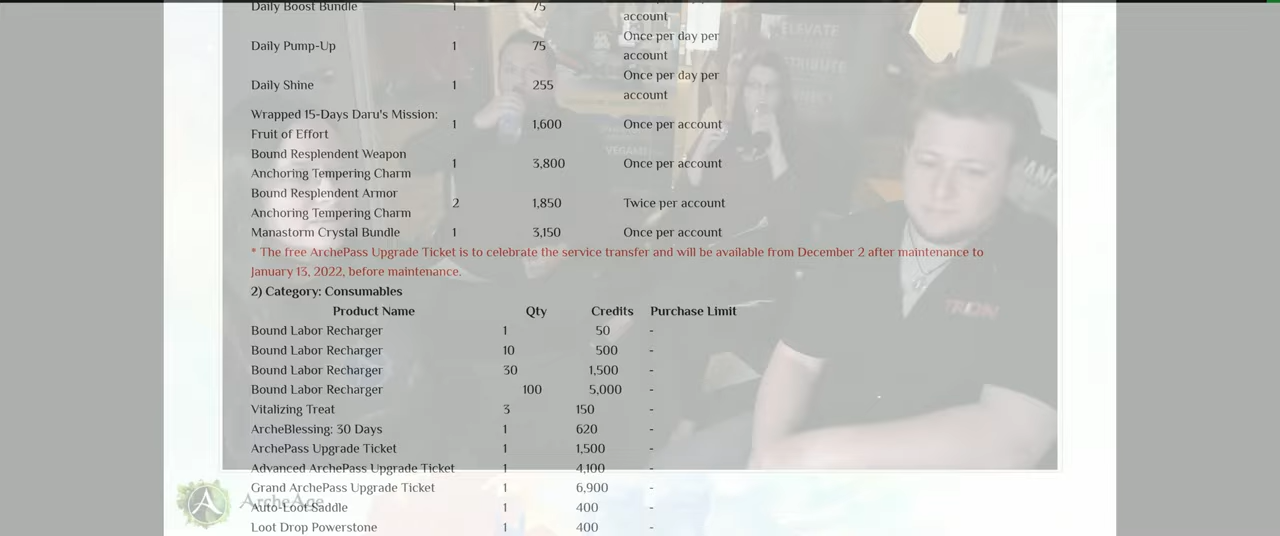 Daily Boost Bundle 1 75
account
Daily Pump-Up 1 75 Once per day per
account
Daily Shine 1 255 Once per day per
account
Wrapped 15-Days Daru's Mission:
Fruit of Effort 1 1,600 Once per account
Bound Resplendent Weapon
Anchoring Tempering Charm 1 3,800 Once per account
Bound Resplendent Armor
Anchoring Tempering Charm 2 1,850 Twice per account
Manastorm Crystal Bundle 1 3,150 Once per account
* The free ArchePass Upgrade Ticket is to celebrate the service transfer and will be available from December 2 after maintenance to
January 13, 2022, before maintenance.
2) Category: Consumables
Product Name Qty Credits Purchase Limit
Bound Labor Recharger 1 50 -
Bound Labor Recharger 10 500 -
Bound Labor Recharger 30 1,500 -
Bound Labor Recharger 100 5,000 -
Vitalizing Treat 3 150 -
ArcheBlessing: 30 Days 1 620 -
ArchePass Upgrade Ticket 1 1,500 -
Advanced ArchePass Upgrade Ticket 1 4,100 -
Grand ArchePass Upgrade Ticket 1 6,900 -
Auto-Loot Saddle 1 400 -
Loot Drop Powerstone 1 400 -
ArcheAge
ELEVATE
TRION